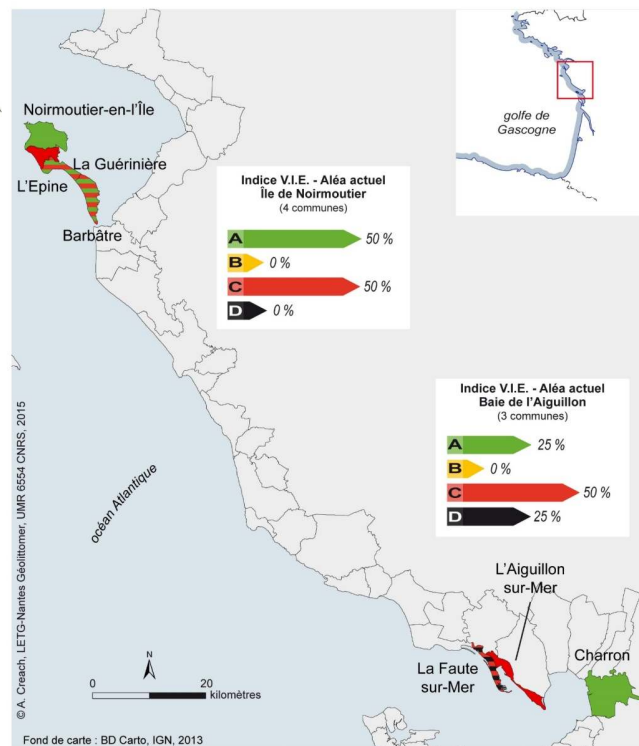 golfe de
Gascogne
Noirmoutier-en-l'Île
La Guérinière
L'Epine
Barbâtre
Indice V.I.E. - Aléa actuel
Île de Noirmoutier
(4 communes)
A 50 %
B 0 %
C 50 %
D 0 %
Indice V.I.E. - Aléa actuel
Baie de l'Aiguillon
(3 communes)
A 25 %
B 0 %
C 50 %
D 25 %
océan Atlantique
L'Aiguillon
sur-Mer
Charron
La Faute
sur-Mer
N
0 20
kilomètres
© A. Creach, LETG-Nantes Géolittomer, UMR 6554 CNRS, 2015
Fond de carte : BD Carto, IGN, 2013